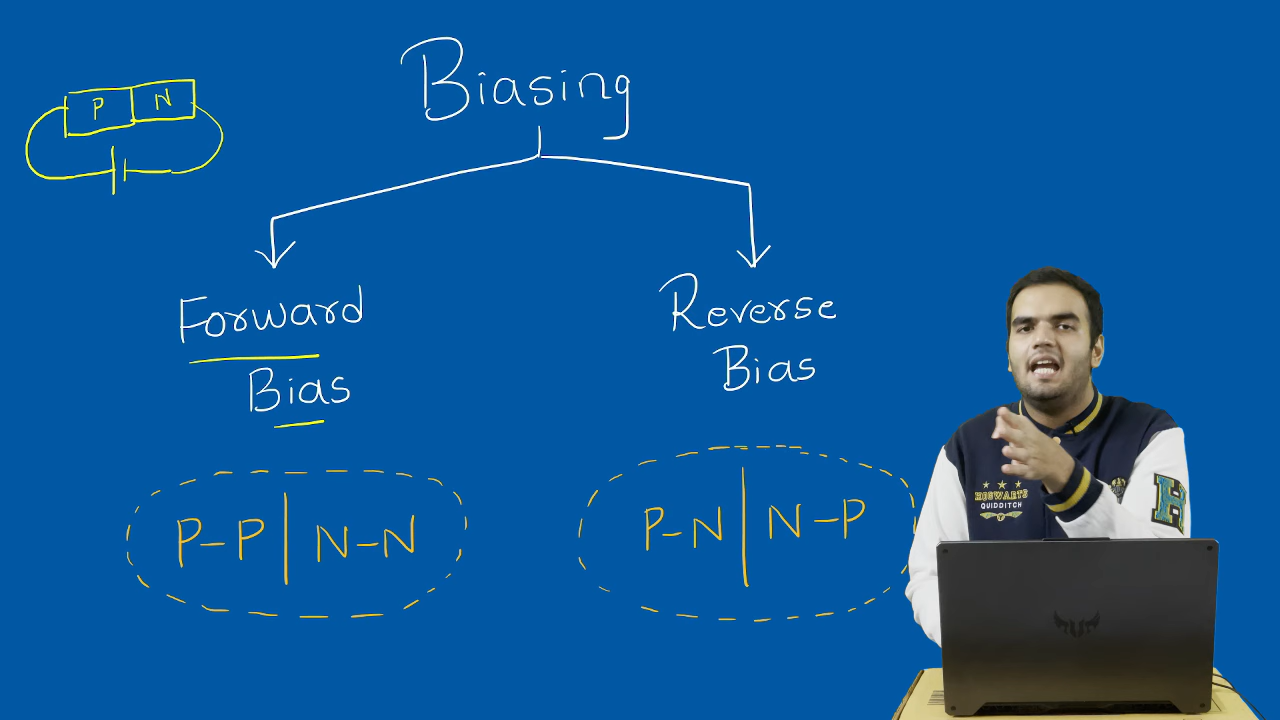 Biasing
P N
Forward
Bias
Reverse
Bias
P-P | N-N
P-N | N-P
HOGWARTS
QUIDDITCH
H